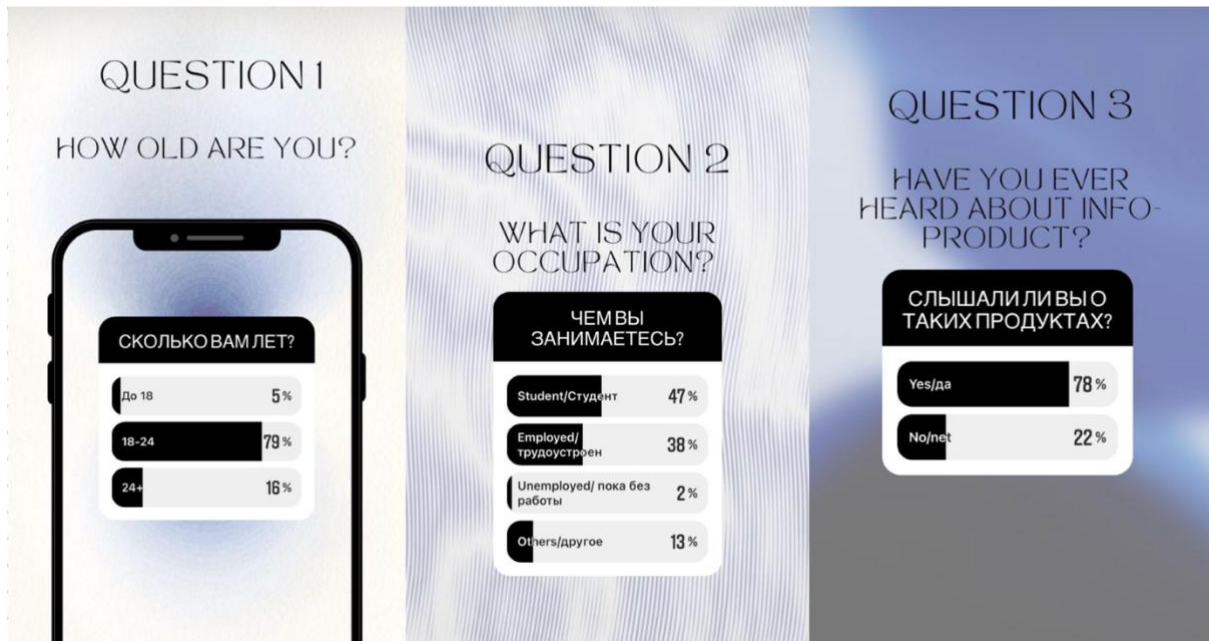 QUESTION 1
HOW OLD ARE YOU?
СКОЛЬКО ВАМ ЛЕТ?
До 18 5%
18-24 79%
24+ 16%
QUESTION 2
WHAT IS YOUR
OCCUPATION?
ЧЕМ ВЫ
ЗАНИМАЕТЕСЬ?
Student/Студент 47%
Empoyed/
трудоустроен 38%
Unemployed/ пока без
работы 2%
Others/другое 13%
QUESTION 3
HAVE YOU EVER
HEARD ABOUT INFO-
PRODUCT?
СЛЫШАЛИ ЛИ ВЫ О
ТАКИХ ПРОДУКТАХ?
Yes/да 78%
No/net 22%